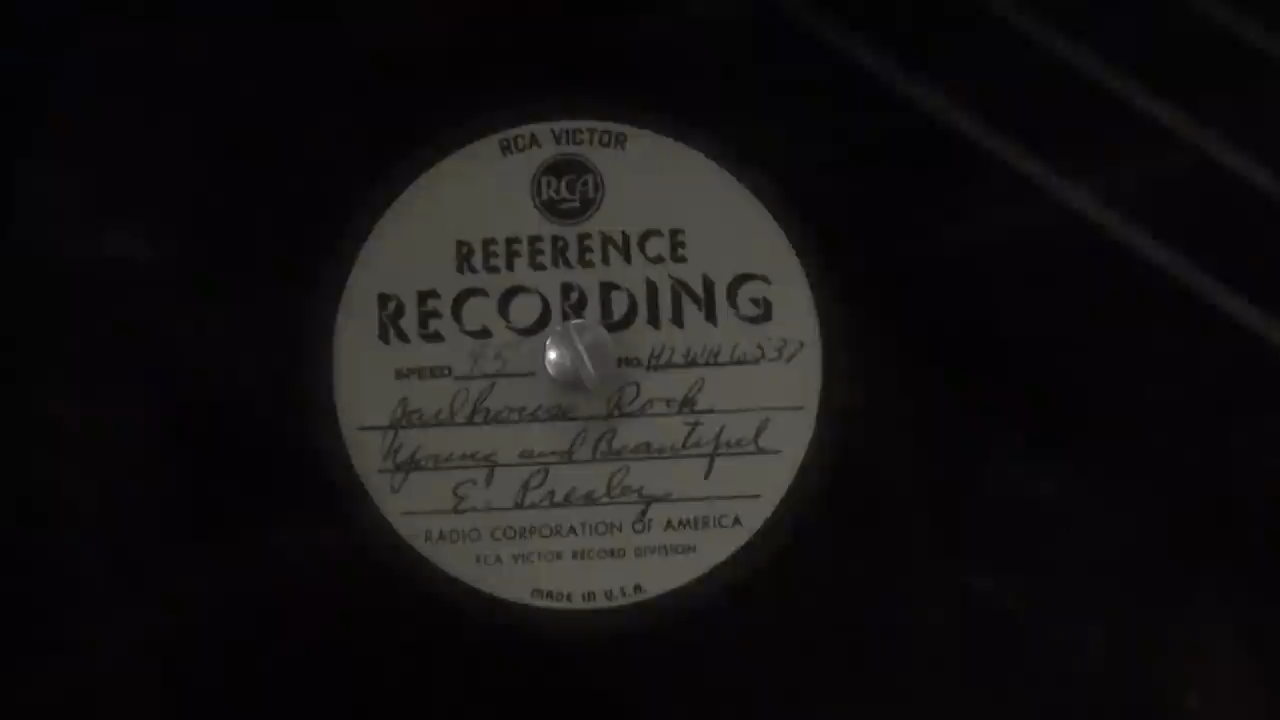 RCA VICTOR
RCA
REFERENCE
RECORDING
SPEED 45 NO.
Jailhouse Rock
Young and Beautiful
E. Presley
RADIO CORPORATION OF AMERICA
RCA VICTOR RECORD DIVISION
MADE IN U.S.A.